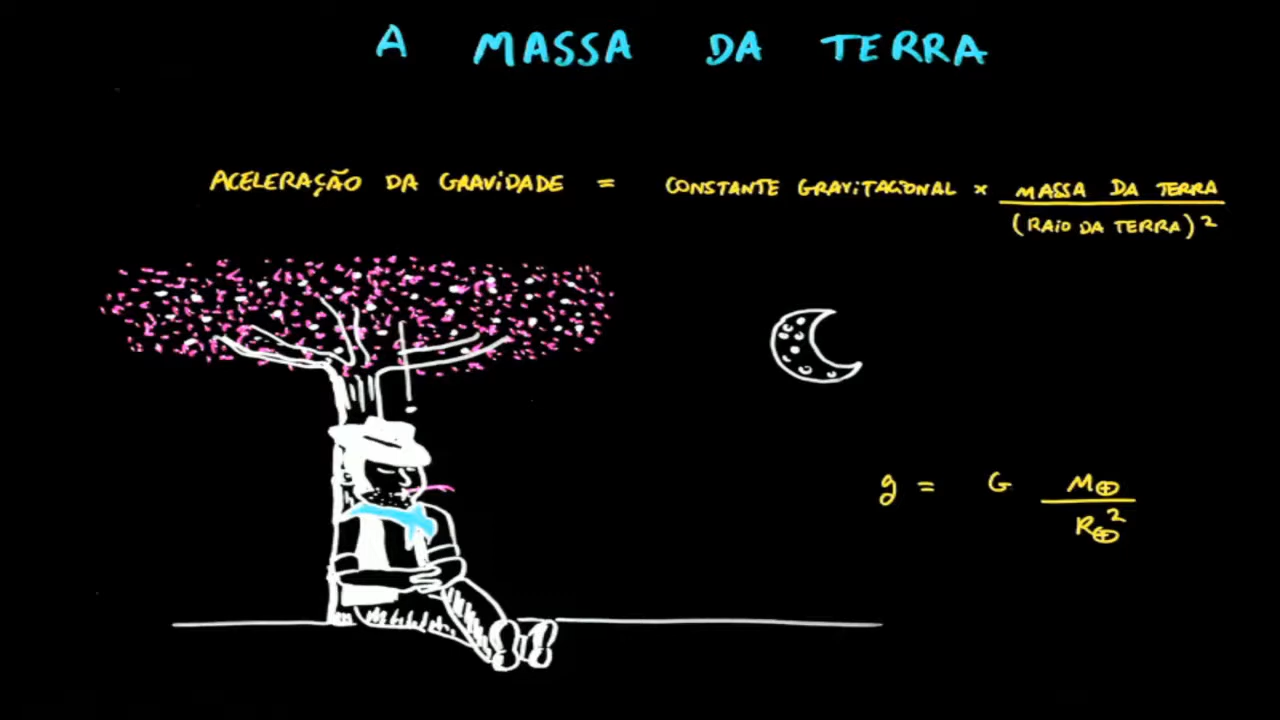 A MASSA DA TERRA
ACELERAÇÃO DA GRAVIDADE = CONSTANTE GRAVITACIONAL × MASSA DA TERRA
(RAIO DA TERRA)²
g = G M⊕
R⊕²